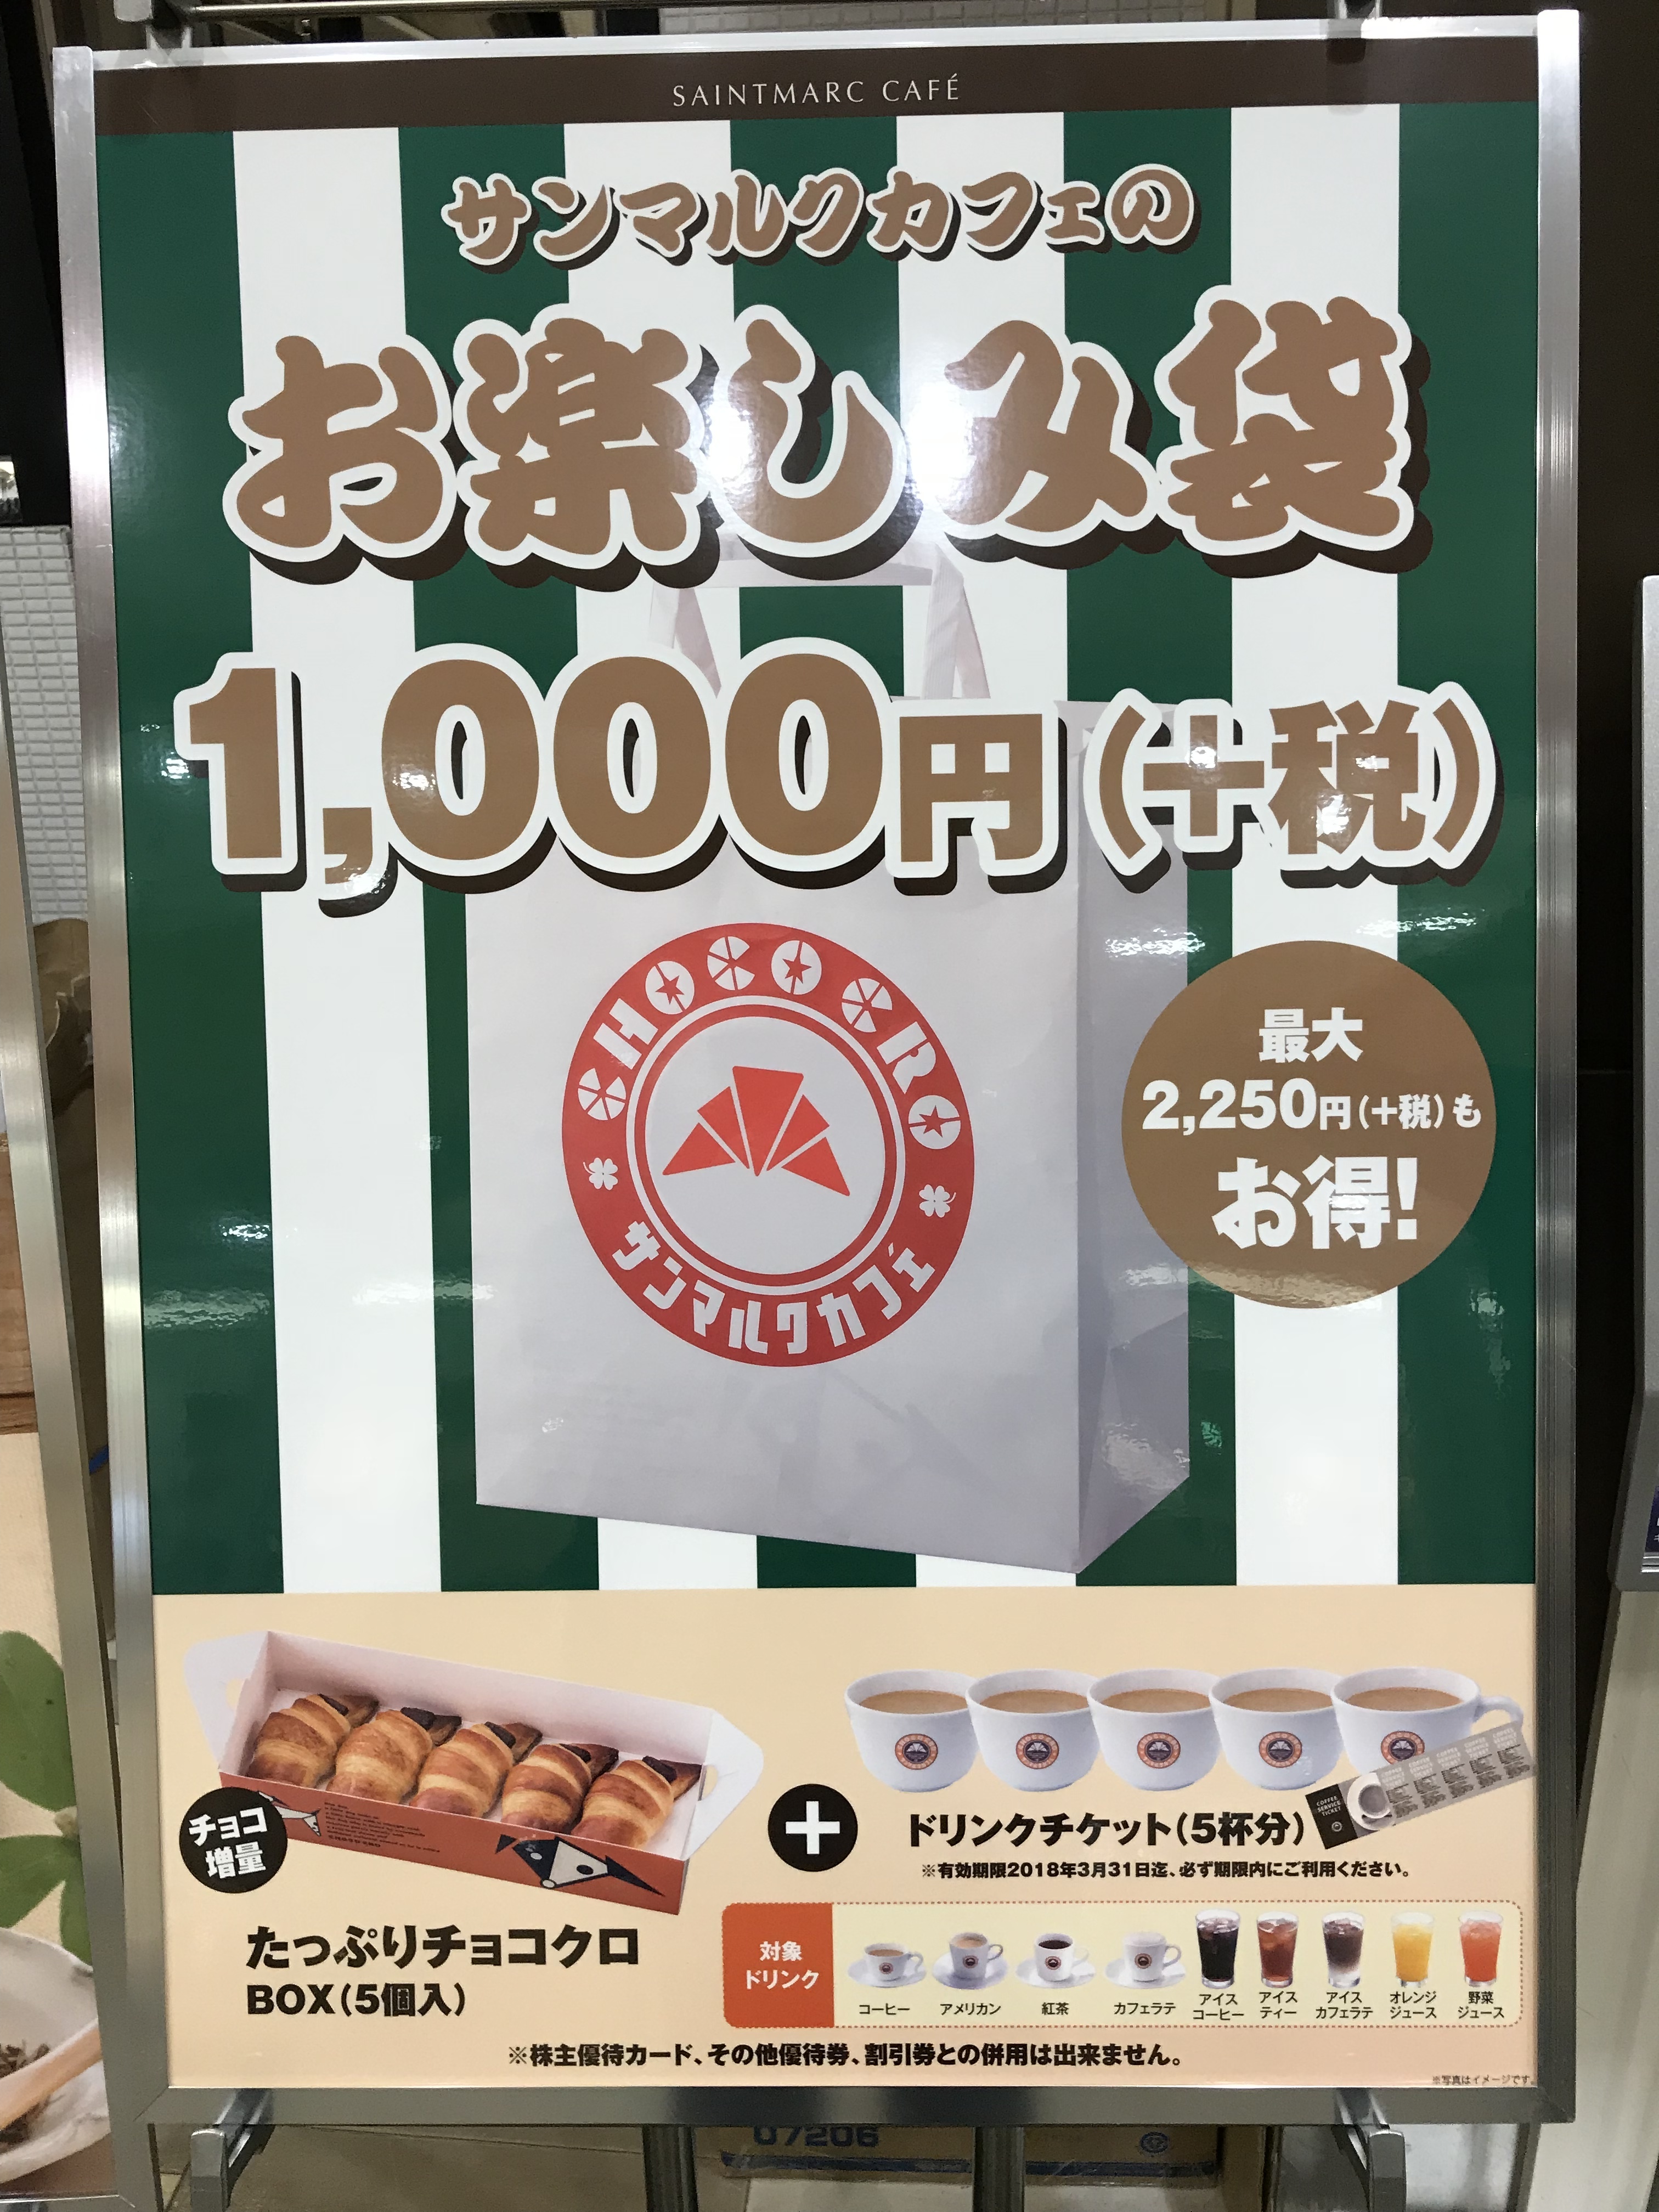 SAINTMARC CAFÉ
サンマルクカフェの
お楽しみ袋
1,000円(+税)
CHOCO CRO
サンマルクカフェ
最大
2,250円(+税)も
お得!
チョコ
増量
たっぷりチョコクロ
BOX(5個入)
+
ドリンクチケット(5杯分)
COFFEE
SERVICE
TICKET
※有効期限2018年3月31日迄、必ず期限内にご利用ください。
対象
ドリンク
コーヒー
アメリカン
紅茶
カフェラテ
アイス
コーヒー
アイス
ティー
アイス
カフェラテ
オレンジ
ジュース
野菜
ジュース
※株主優待カード、その他優待券、割引券との併用は出来ません。
※写真はイメージです。
07206